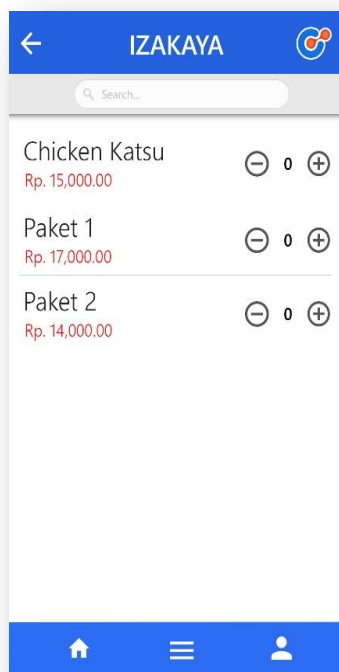 IZAKAYA
Search...
Chicken Katsu
0
Rp. 15,000.00
Paket 1
0
Rp. 17,000.00
Paket 2
0
Rp. 14,000.00